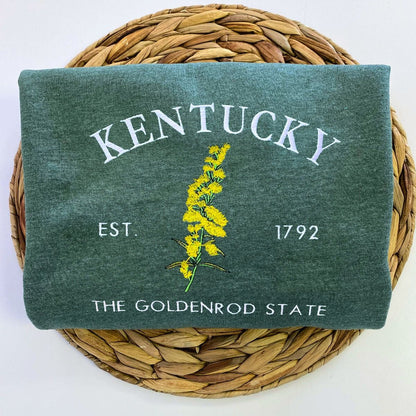 KENTUCKY
EST. 1792
THE GOLDENROD STATE